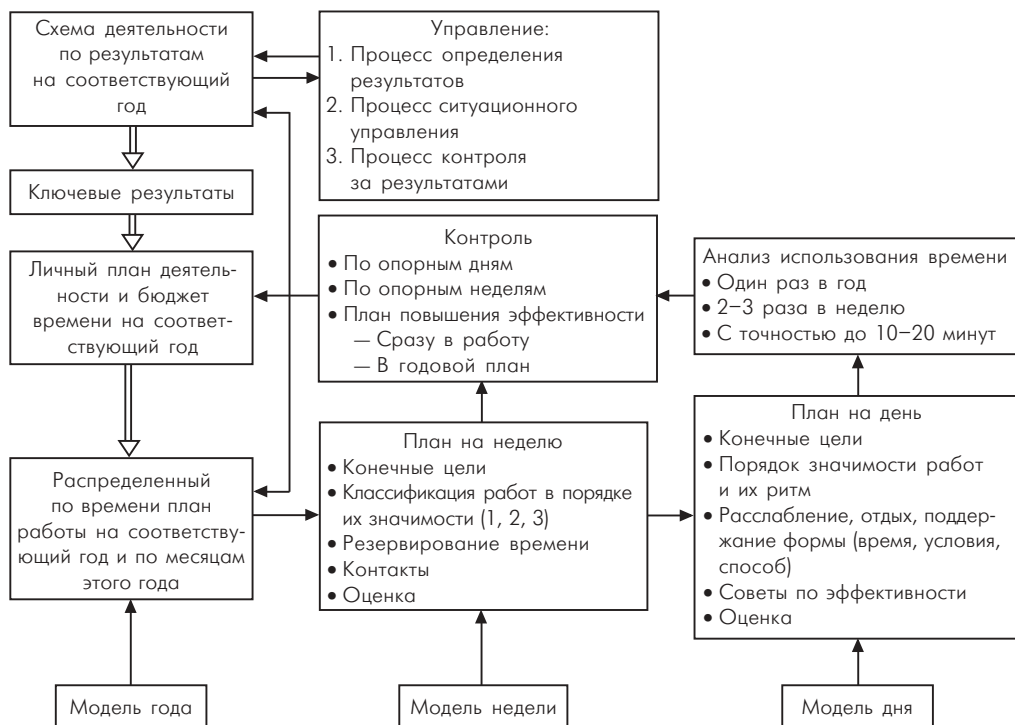 Схема деятельности
по результатам
на соответствующий
год
Управление:
1. Процесс определения
результатов
2. Процесс ситуационного
управления
3. Процесс контроля
за результатами
Ключевые результаты
Личный план деятель-
ности и бюджет
времени на соответ-
ствующий год
Контроль
• По опорным дням
• По опорным неделям
• План повышения эффективности
— Сразу в работу
— В годовой план
Анализ использования времени
• Один раз в год
• 2–3 раза в неделю
• С точностью до 10–20 минут
Распределенный
по времени план
работы на соответству-
ющий год и по месяцам
этого года
План на неделю
• Конечные цели
• Классификация работ в порядке
их значимости (1, 2, 3)
• Резервирование времени
• Контакты
• Оценка
План на день
• Конечные цели
• Порядок значимости работ
и их ритм
• Расслабление, отдых, поддер-
жание формы (время, условия,
способ)
• Советы по эффективности
• Оценка
Модель года
Модель недели
Модель дня